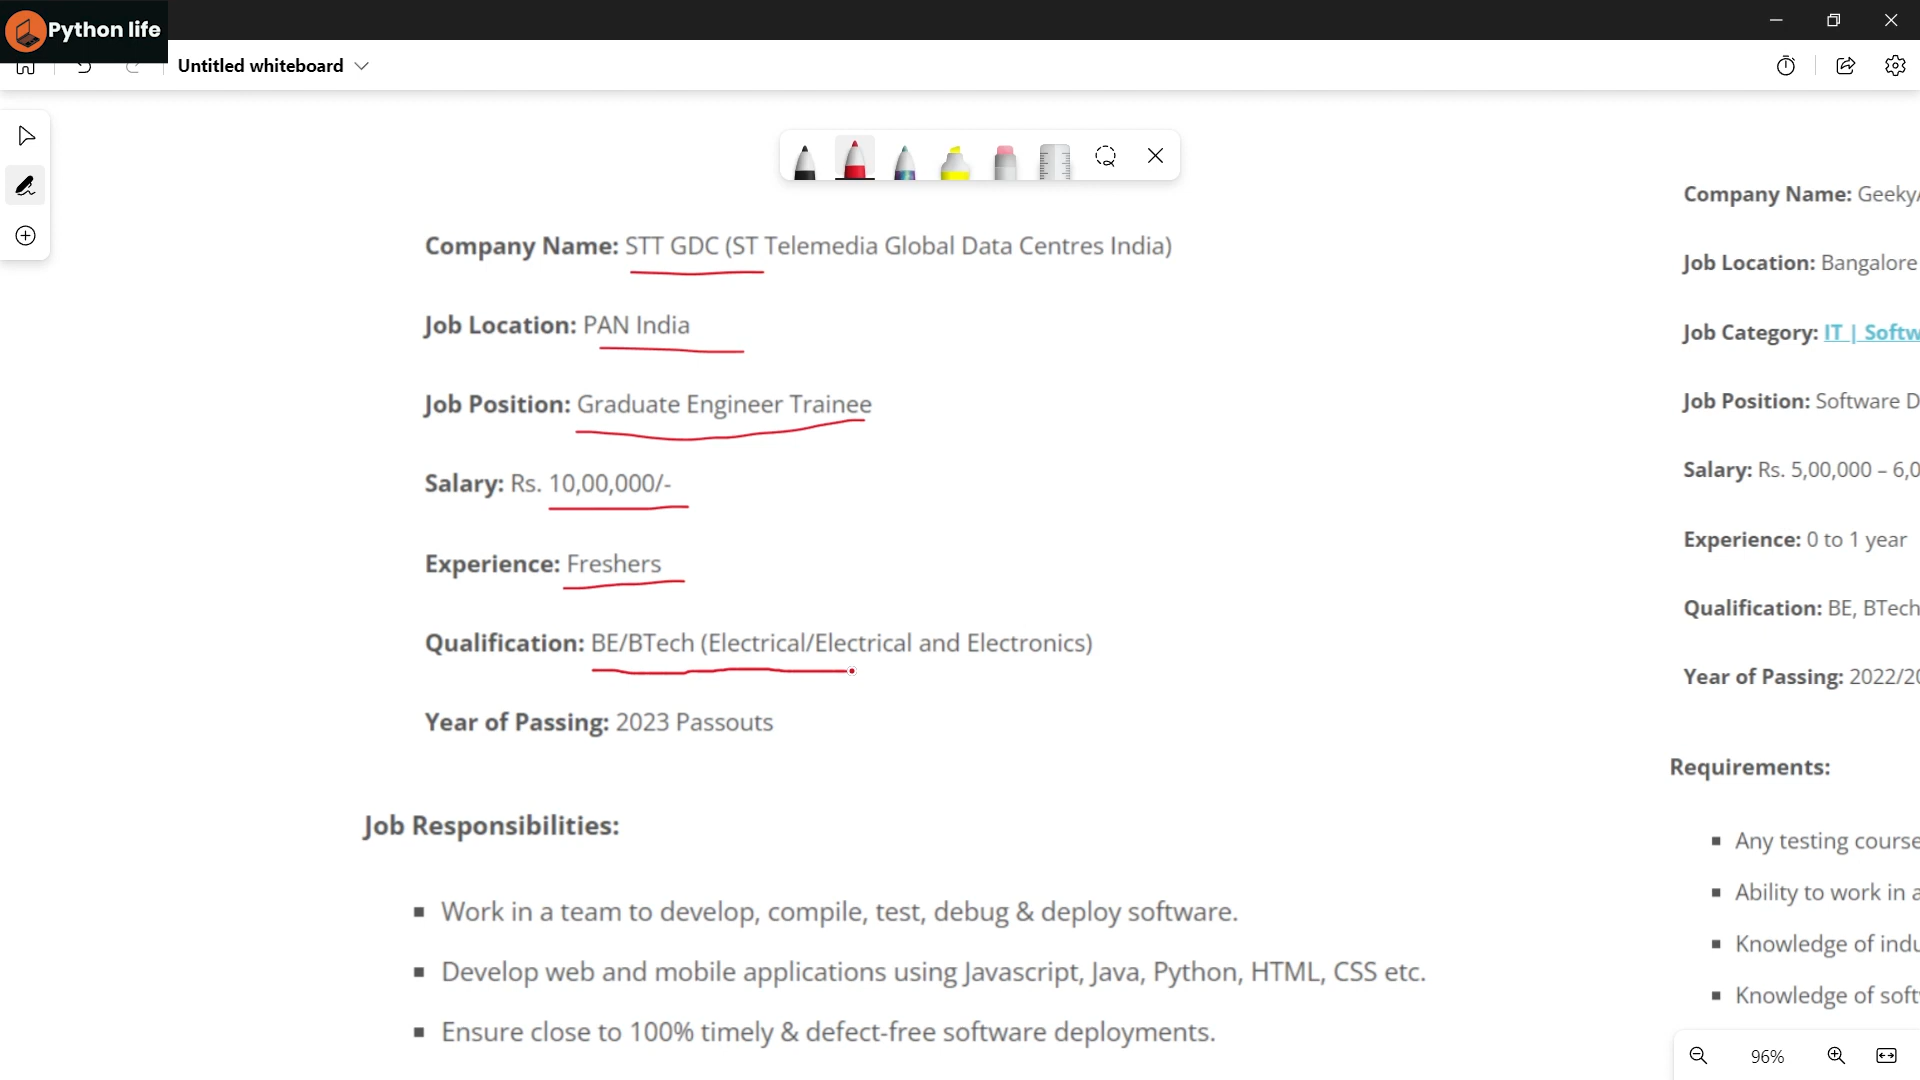 Python life
Untitled whiteboard
Company Name: STT GDC (ST Telemedia Global Data Centres India)
Job Location: PAN India
Job Position: Graduate Engineer Trainee
Salary: Rs. 10,00,000/-
Experience: Freshers
Qualification: BE/BTech (Electrical/Electrical and Electronics)
Year of Passing: 2023 Passouts
Job Responsibilities:
▪ Work in a team to develop, compile, test, debug & deploy software.
▪ Develop web and mobile applications using Javascript, Java, Python, HTML, CSS etc.
▪ Ensure close to 100% timely & defect-free software deployments.
Company Name: Geeky
Job Location: Bangalore
Job Category: IT | Softw
Job Position: Software D
Salary: Rs. 5,00,000 – 6,0
Experience: 0 to 1 year
Qualification: BE, BTech
Year of Passing: 2022/20
Requirements:
▪ Any testing course
▪ Ability to work in a
▪ Knowledge of indu
▪ Knowledge of soft
96%